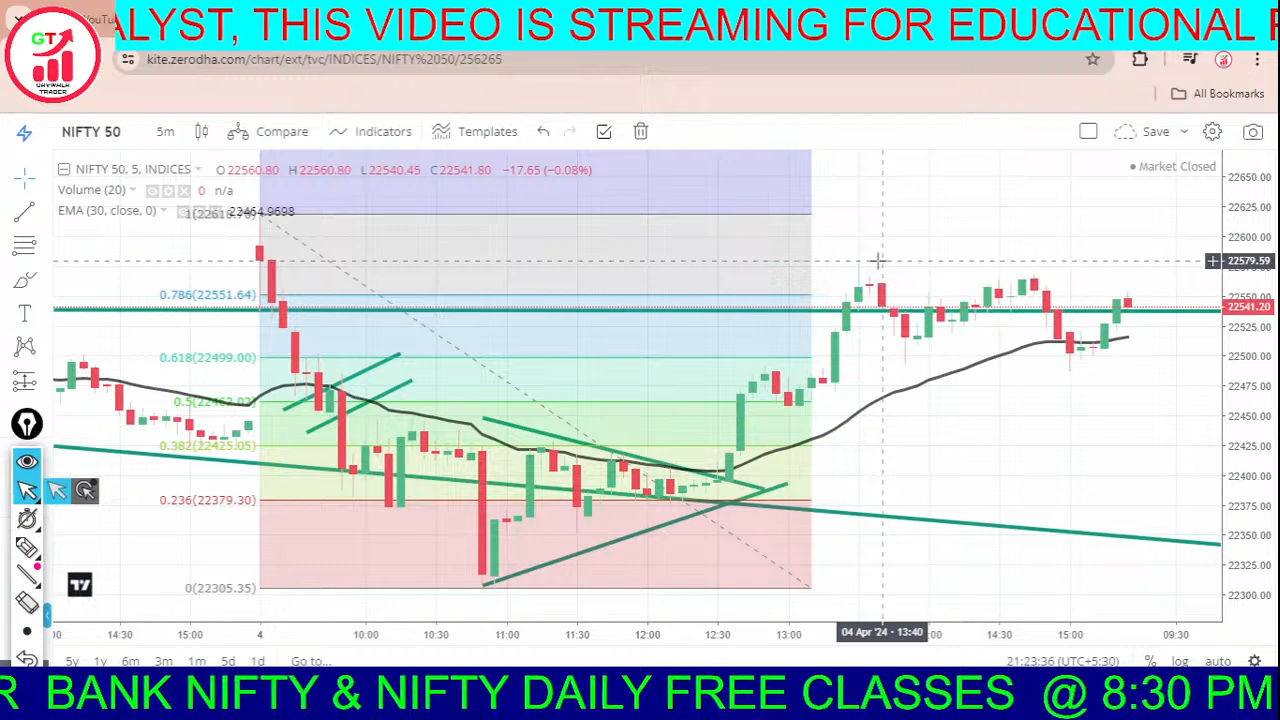 ALYST, THIS VIDEO IS STREAMING FOR EDUCATIONAL
GT
GHYWALA
TRADER
kite.zerodha.com/chart/ext/tvc/INDICES/NIFTY%2050/256265
All Bookmarks
NIFTY 50 5m Compare Indicators Templates Save
NIFTY 50, 5, INDICES O22560.80 H22560.80 L22540.45 C22541.80 −17.65 (−0.08%)
Market Closed
Volume (20) 0 n/a
EMA (30, close, 0) 22464.9698
0.786(22551.64)
0.618(22499.00)
0.382(22425.05)
0.236(22379.30)
0(22305.35)
22650.00
22625.00
22600.00
22579.59
22550.00
22541.20
22525.00
22500.00
22475.00
22450.00
22425.00
22400.00
22375.00
22350.00
22325.00
22300.00
14:30 15:00 4 10:00 10:30 11:00 11:30 12:00 12:30 13:00 04 Apr '24 - 13:40 14:30 15:00 09:30
5y 1y 6m 3m 1m 5d 1d Go to... 21:23:36 (UTC+5:30) % log auto
R BANK NIFTY & NIFTY DAILY FREE CLASSES @ 8:30 PM